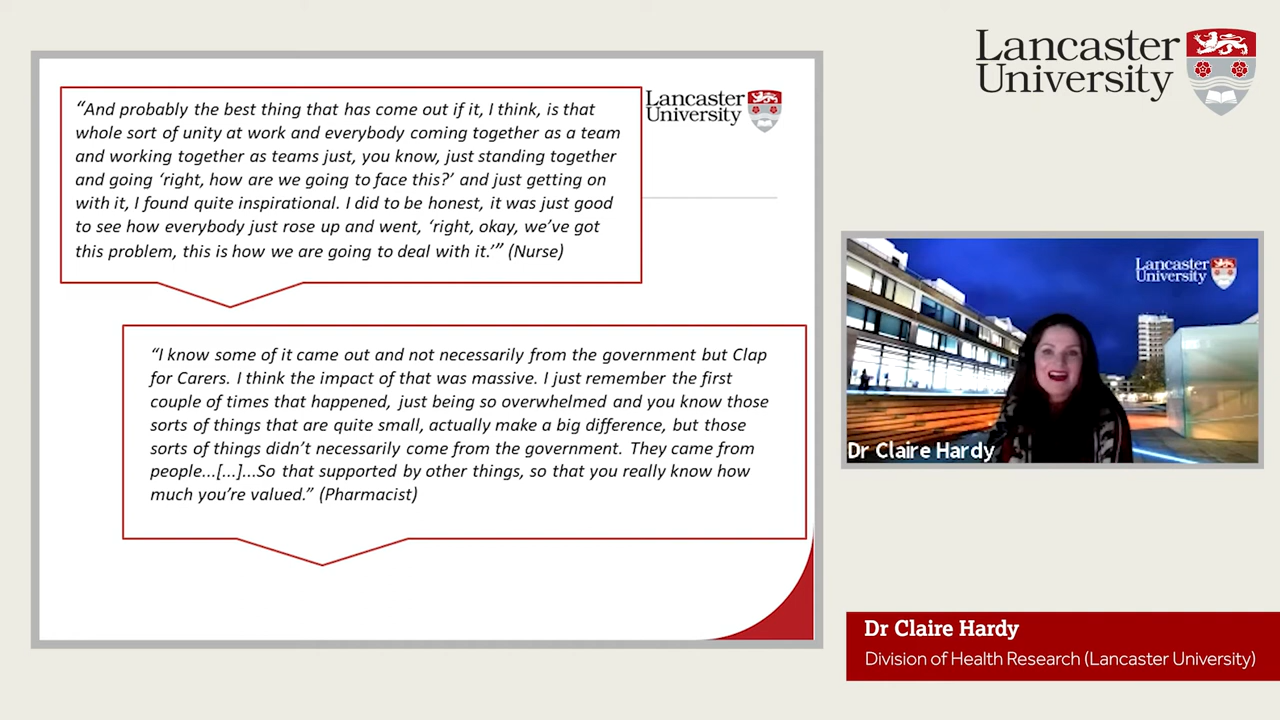 “And probably the best thing that has come out if it, I think, is that
whole sort of unity at work and everybody coming together as a team
and working together as teams just, you know, just standing together
and going ‘right, how are we going to face this?’ and just getting on
with it, I found quite inspirational. I did to be honest, it was just good
to see how everybody just rose up and went, ‘right, okay, we’ve got
this problem, this is how we are going to deal with it.’” (Nurse)
Lancaster
University
“I know some of it came out and not necessarily from the government but Clap
for Carers. I think the impact of that was massive. I just remember the first
couple of times that happened, just being so overwhelmed and you know those
sorts of things that are quite small, actually make a big difference, but those
sorts of things didn’t necessarily come from the government. They came from
people...[...]...So that supported by other things, so that you really know how
much you’re valued.” (Pharmacist)
Lancaster
University
Lancaster
University
Dr Claire Hardy
Dr Claire Hardy
Division of Health Research (Lancaster University)